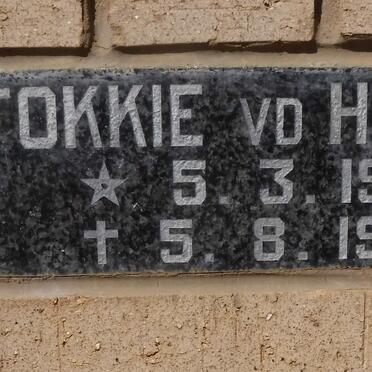 TOKKIE VD H
★ 5.3.19
✝ 5.8.19